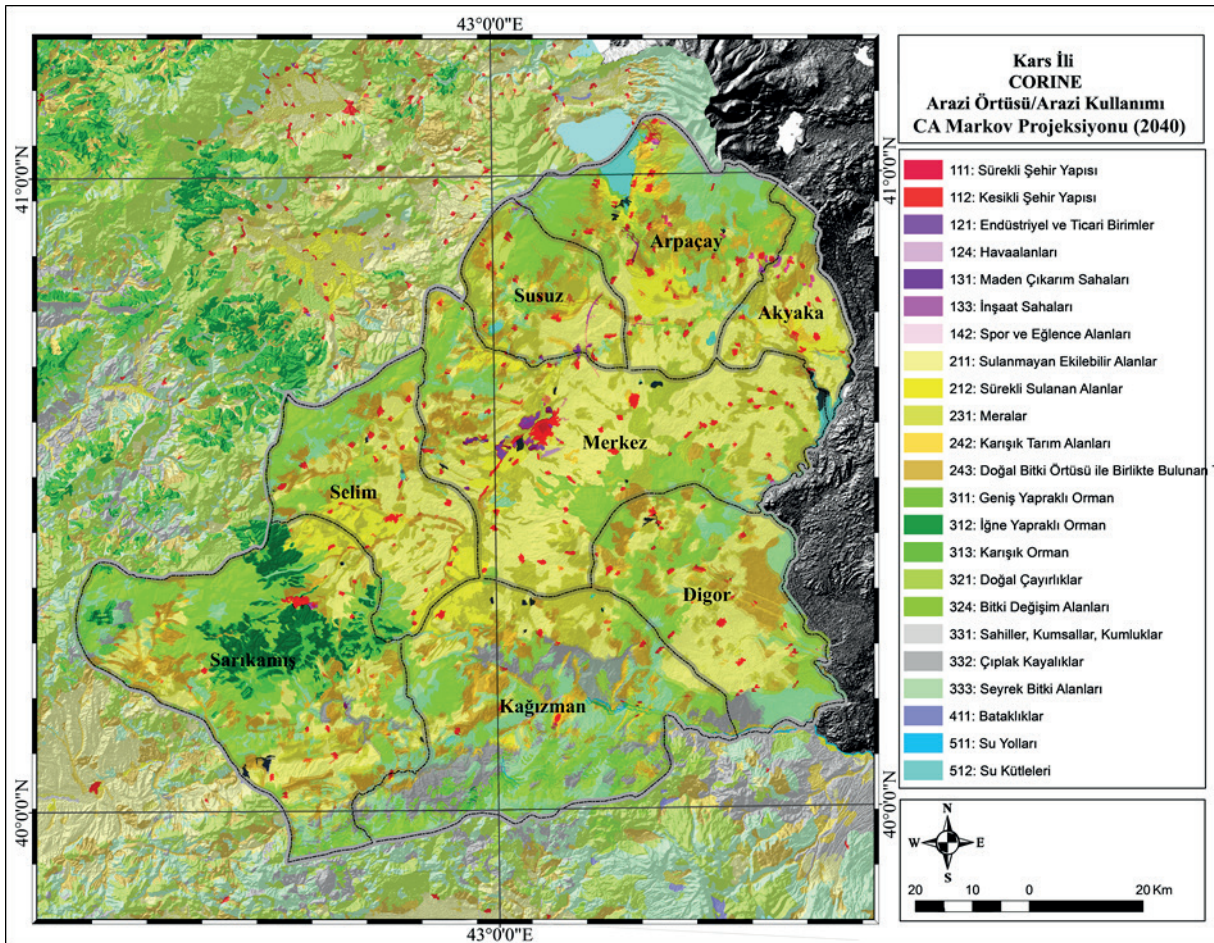 43°0'0"E
41°0'0"N
41°0'0"N
Arpaçay
Susuz
Akyaka
Merkez
Selim
Digor
Sarıkamış
Kağızman
40°0'0"N
40°0'0"N
43°0'0"E
Kars İli
CORINE
Arazi Örtüsü/Arazi Kullanımı
CA Markov Projeksiyonu (2040)
111: Sürekli Şehir Yapısı
112: Kesikli Şehir Yapısı
121: Endüstriyel ve Ticari Birimler
124: Havaalanları
131: Maden Çıkarım Sahaları
133: İnşaat Sahaları
142: Spor ve Eğlence Alanları
211: Sulanmayan Ekilebilir Alanlar
212: Sürekli Sulanan Alanlar
231: Meralar
242: Karışık Tarım Alanları
243: Doğal Bitki Örtüsü ile Birlikte Bulunan
311: Geniş Yapraklı Orman
312: İğne Yapraklı Orman
313: Karışık Orman
321: Doğal Çayırlıklar
324: Bitki Değişim Alanları
331: Sahiller, Kumsallar, Kumluklar
332: Çıplak Kayalıklar
333: Seyrek Bitki Alanları
411: Bataklıklar
511: Su Yolları
512: Su Kütleleri
N
W E
S
20 10 0 20 Km